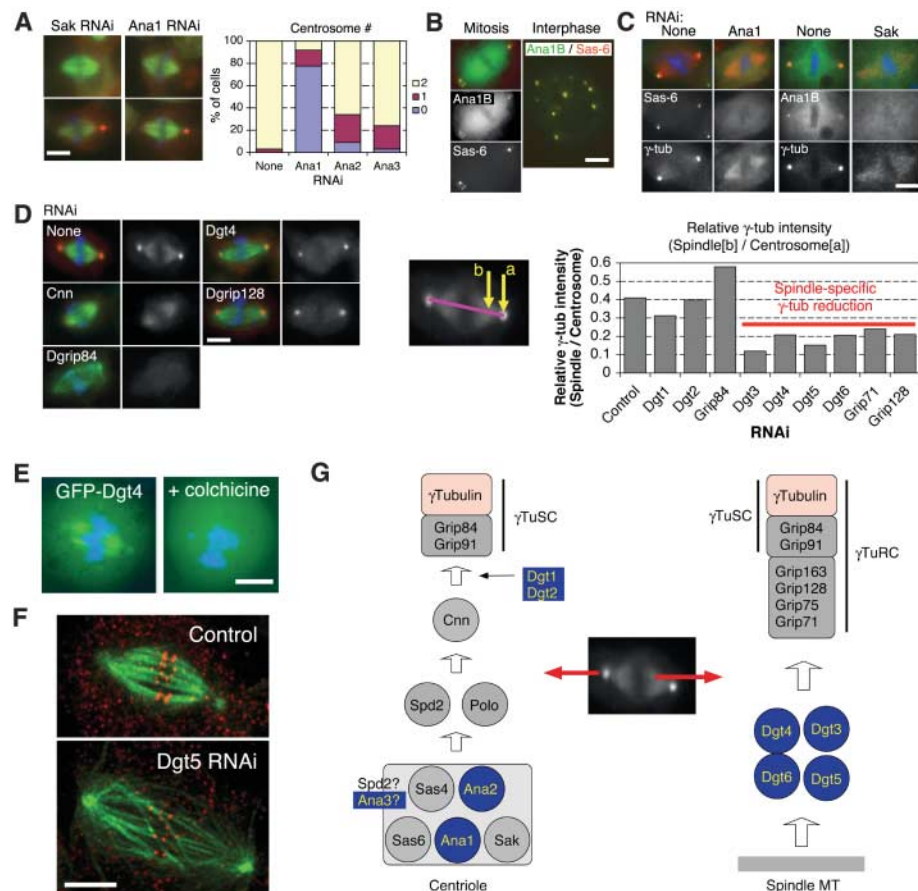 A
Sak RNAi
Ana1 RNAi
Centrosome #
% of cells
100
80
60
40
20
0
2
1
0
None
Ana1
Ana2
Ana3
RNAi
B
Mitosis
Interphase
Ana1B / Sas-6
Ana1B
Sas-6
C
RNAi:
None
Ana1
None
Sak
Sas-6
Ana1B
γ-tub
γ-tub
D
RNAi
None
Dgt4
Cnn
Dgrip128
Dgrip84
b
a
Relative γ-tub intensity
(Spindle[b] / Centrosome[a])
Relative γ-tub intensity
(Spindle / Centrosome)
0.6
0.5
0.4
0.3
0.2
0.1
0
Spindle-specific
γ-tub reduction
Control
Dgt1
Dgt2
Grip84
Dgt3
Dgt4
Dgt5
Dgt6
Grip71
Grip128
RNAi
E
GFP-Dgt4
+ colchicine
F
Control
Dgt5 RNAi
G
γTubulin
Grip84
Grip91
γTuSC
Dgt1
Dgt2
Cnn
Spd2
Polo
Spd2?
Ana3?
Sas4
Ana2
Sas6
Ana1
Sak
Centriole
γTubulin
γTuSC
Grip84
Grip91
γTuRC
Grip163
Grip128
Grip75
Grip71
Dgt4
Dgt3
Dgt6
Dgt5
Spindle MT